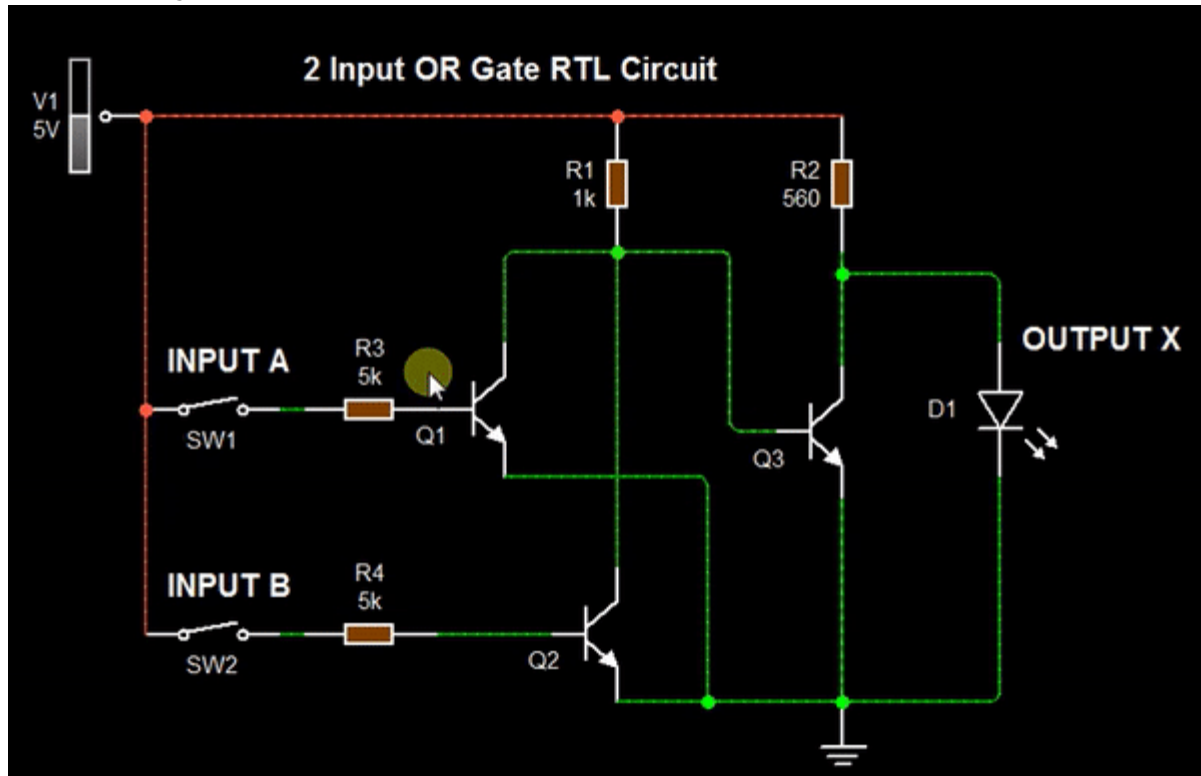 2 Input OR Gate RTL Circuit
V1
5V
R1
1k
R2
560
INPUT A
R3
5k
SW1
Q1
OUTPUT X
D1
Q3
INPUT B
R4
5k
SW2
Q2